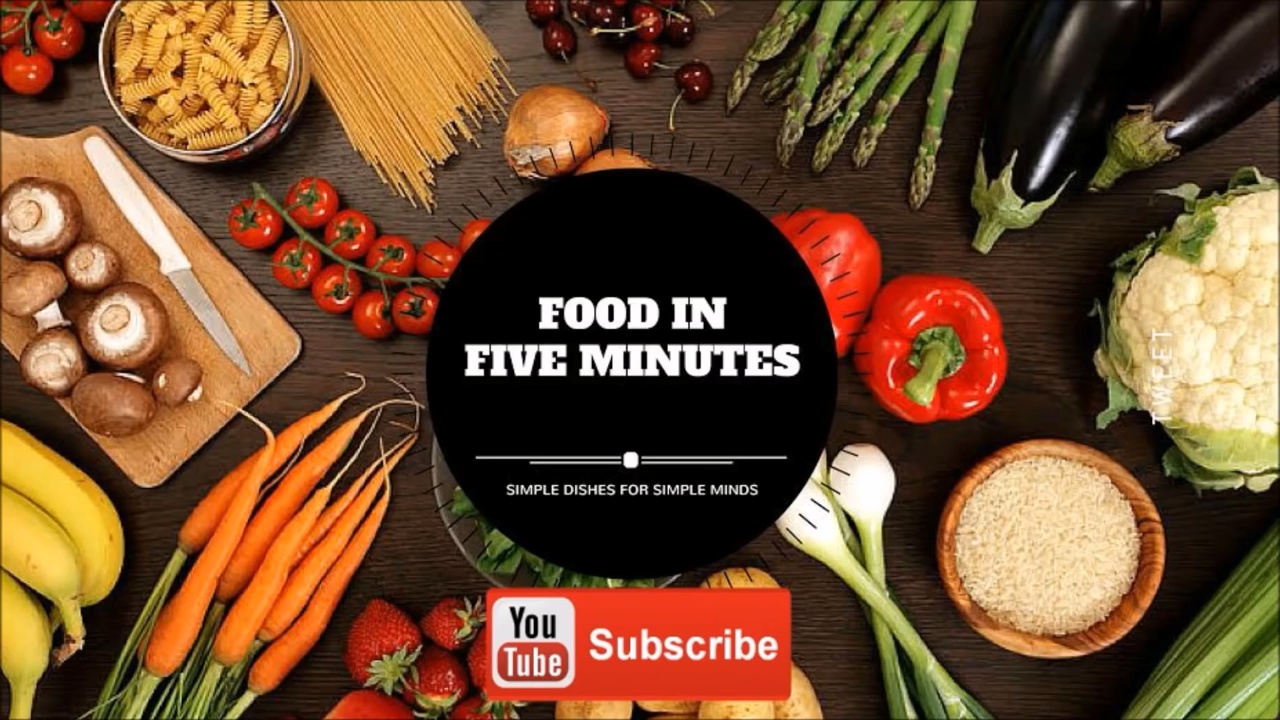 FOOD IN
FIVE MINUTES
SIMPLE DISHES FOR SIMPLE MINDS
TWEET
You
Tube
Subscribe